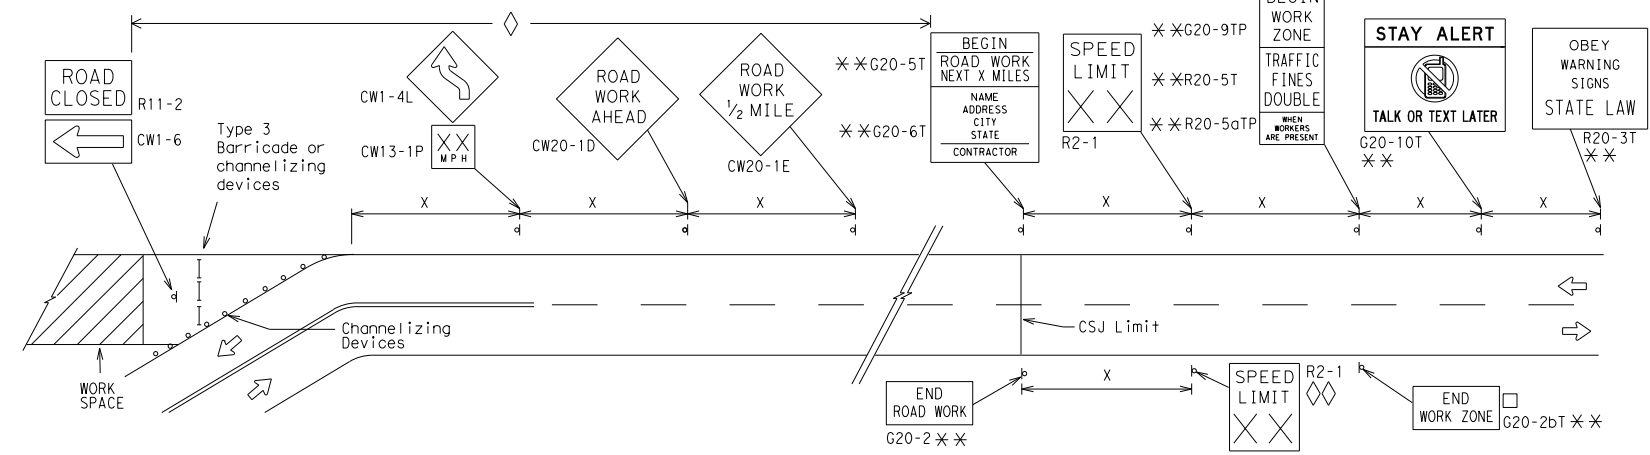 ROAD
CLOSED
R11-2
CW1-6
Type 3
Barricade or
channelizing
devices
CW1-4L
XX
MPH
CW13-1P
ROAD
WORK
AHEAD
CW20-1D
ROAD
WORK
1/2 MILE
CW20-1E
**G20-5T
BEGIN
ROAD WORK
NEXT X MILES
**G20-6T
NAME
ADDRESS
CITY
STATE
CONTRACTOR
SPEED
LIMIT
XX
R2-1
**G20-9TP
BEGIN
WORK
ZONE
**R20-5T
TRAFFIC
FINES
DOUBLE
**R20-5aTP
WHEN
WORKERS
ARE PRESENT
STAY ALERT
TALK OR TEXT LATER
G20-10T
**
OBEY
WARNING
SIGNS
STATE LAW
R20-3T
**
X X X X X X X
Channelizing
Devices
CSJ Limit
WORK
SPACE
X
END
ROAD WORK
G20-2 **
SPEED
LIMIT
XX
R2-1
END
WORK ZONE
G20-2bT **